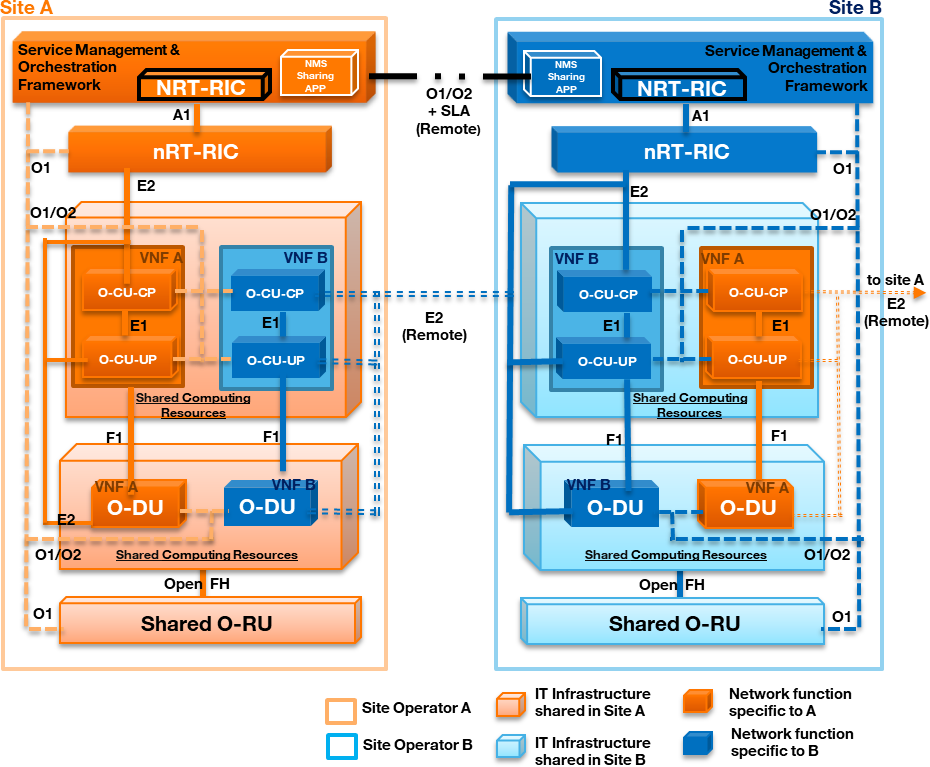 Site A
Site B
Service Management &
Orchestration
Framework
NRT-RIC
NMS
Sharing
APP
O1/O2
+ SLA
(Remote)
NMS
Sharing
APP
NRT-RIC
Service Management &
Orchestration
Framework
A1
nRT-RIC
O1
E2
O1/O2
VNF A
VNF B
O-CU-CP
O-CU-CP
E1
E1
O-CU-UP
O-CU-UP
Shared Computing
Resources
F1
F1
VNF A
VNF B
O-DU
O-DU
E2
O1/O2
Shared Computing Resources
Open FH
O1
Shared O-RU
E2
(Remote)
A1
nRT-RIC
O1
E2
O1/O2
VNF B
VNF A
O-CU-CP
O-CU-CP
E1
E1
O-CU-UP
O-CU-UP
to site A
E2
(Remote)
Shared Computing
Resources
F1
F1
VNF B
VNF A
O-DU
O-DU
Shared Computing Resources
O1/O2
Open FH
Shared O-RU
O1
Site Operator A
IT Infrastructure
shared in Site A
Network function
specific to A
Site Operator B
IT Infrastructure
shared in Site B
Network function
specific to B